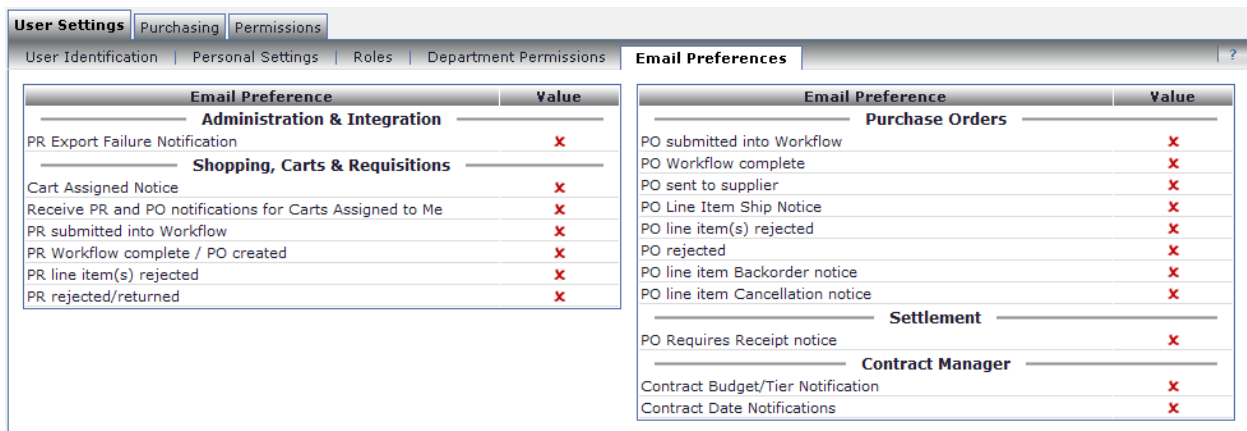 User Settings Purchasing Permissions
User Identification | Personal Settings | Roles | Department Permissions Email Preferences ?
Email Preference Value
Administration & Integration
PR Export Failure Notification x
Shopping, Carts & Requisitions
Cart Assigned Notice x
Receive PR and PO notifications for Carts Assigned to Me x
PR submitted into Workflow x
PR Workflow complete / PO created x
PR line item(s) rejected x
PR rejected/returned x
Email Preference Value
Purchase Orders
PO submitted into Workflow x
PO Workflow complete x
PO sent to supplier x
PO Line Item Ship Notice x
PO line item(s) rejected x
PO rejected x
PO line item Backorder notice x
PO line item Cancellation notice x
Settlement
PO Requires Receipt notice x
Contract Manager
Contract Budget/Tier Notification x
Contract Date Notifications x